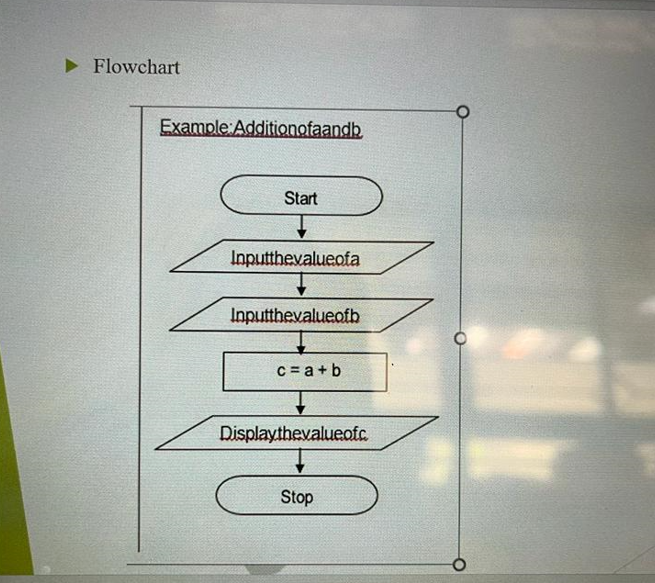 Flowchart
Example:Additionofaandb
Start
Inputthevalueofa
Inputthevalueofb
c = a + b
Displaythevalueofc
Stop